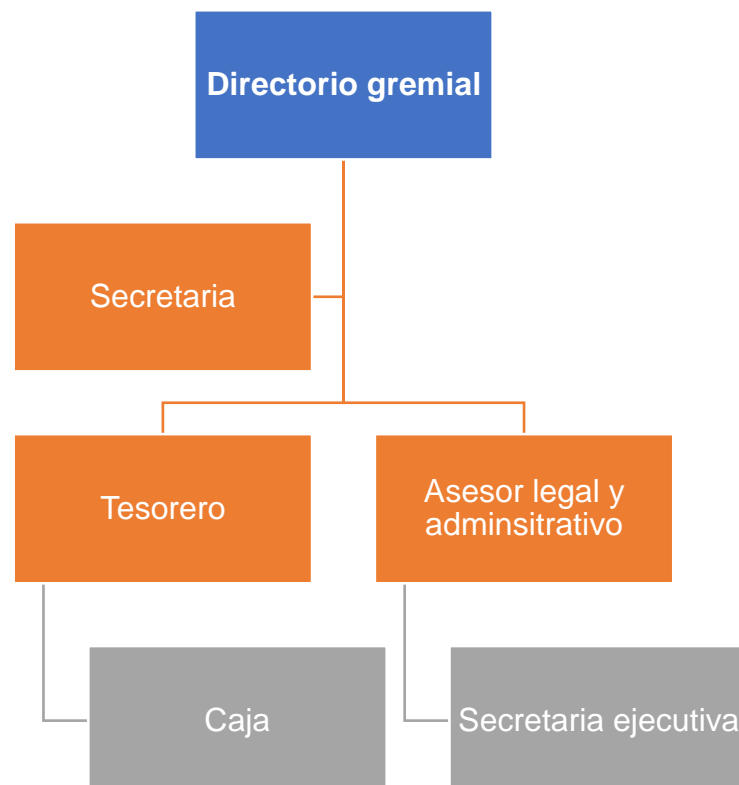 Directorio gremial
Secretaria
Tesorero
Asesor legal y
adminsitrativo
Caja
Secretaria ejecutiva